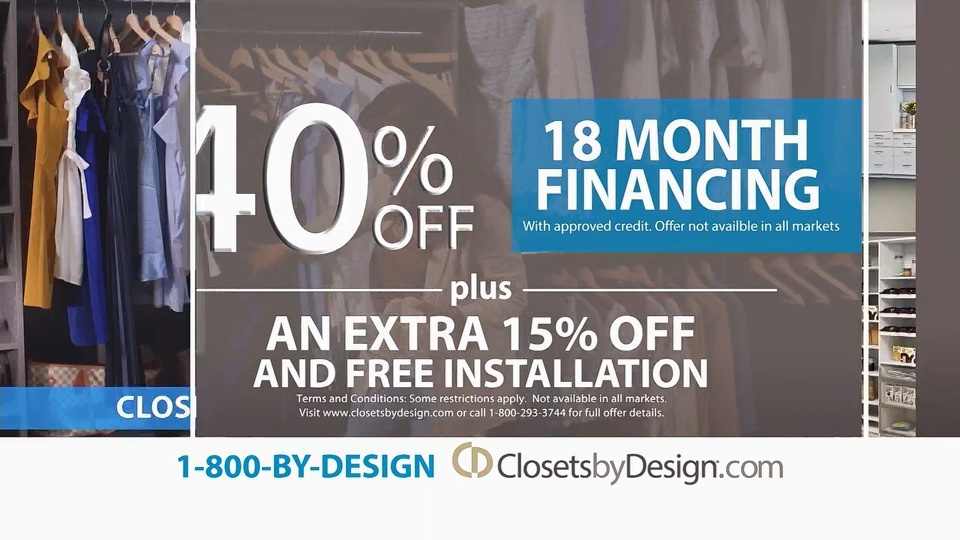 40%
OFF
18 MONTH
FINANCING
With approved credit. Offer not availble in all markets
plus
AN EXTRA 15% OFF
AND FREE INSTALLATION
Terms and Conditions: Some restrictions apply. Not available in all markets.
Visit www.closetsbydesign.com or call 1-800-293-3744 for full offer details.
CLOS
1-800-BY-DESIGN ClosetsbyDesign.com